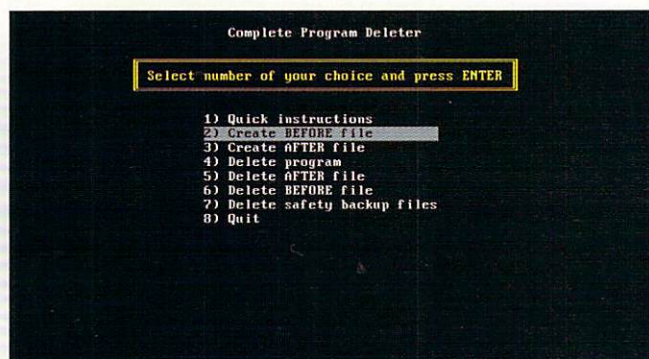 Complete Program Deleter
Select number of your choice and press ENTER
1) Quick instructions
2) Create BEFORE file
3) Create AFTER file
4) Delete program
5) Delete AFTER file
6) Delete BEFORE file
7) Delete safety backup files
8) Quit